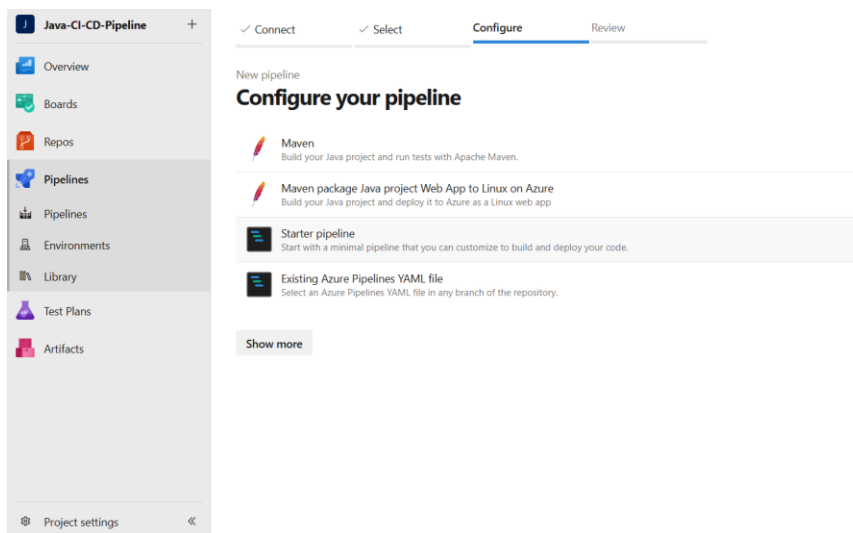 J Java-CI-CD-Pipeline +
Overview
Boards
Repos
Pipelines
Pipelines
Environments
Library
Test Plans
Artifacts
Project settings
Connect Select Configure Review
New pipeline
Configure your pipeline
Maven
Build your Java project and run tests with Apache Maven.
Maven package Java project Web App to Linux on Azure
Build your Java project and deploy it to Azure as a Linux web app
Starter pipeline
Start with a minimal pipeline that you can customize to build and deploy your code.
Existing Azure Pipelines YAML file
Select an Azure Pipelines YAML file in any branch of the repository.
Show more